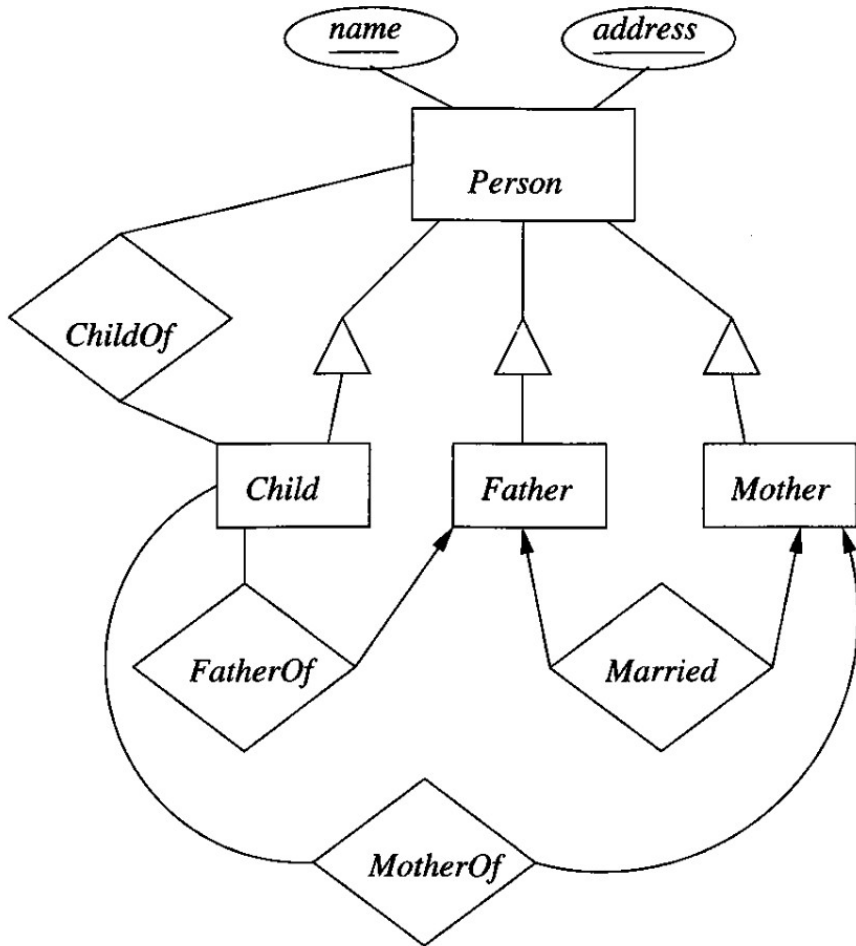 name
address
Person
ChildOf
Child
Father
Mother
FatherOf
Married
MotherOf